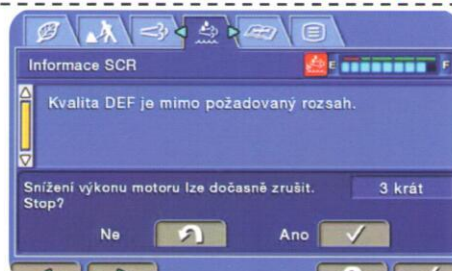 Informace SCR
E F
Kvalita DEF je mimo požadovaný rozsah.
Snížení výkonu motoru lze dočasně zrušit. 3 krát
Stop?
Ne Ano